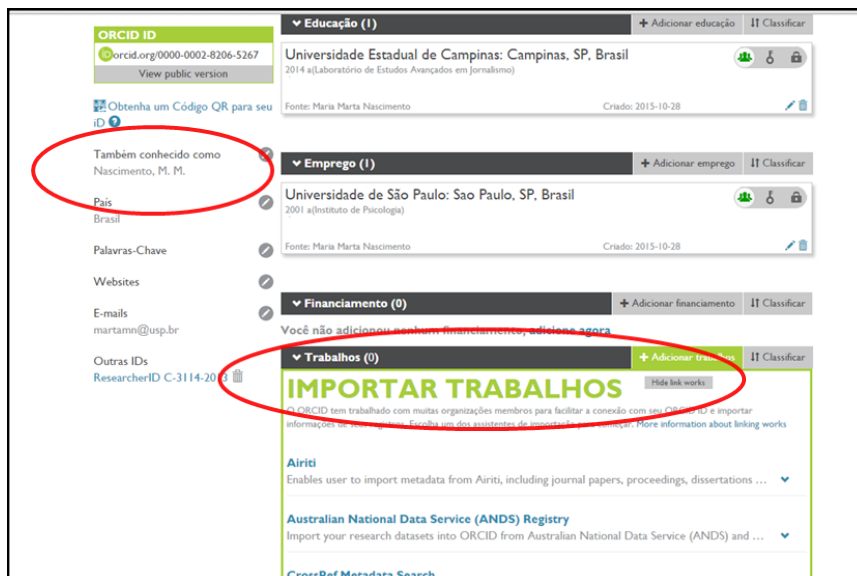 ORCID ID
iD orcid.org/0000-0002-8206-5267
View public version
Obtenha um Código QR para seu
iD ?
Também conhecido como
Nascimento, M. M.
País
Brasil
Palavras-Chave
Websites
E-mails
martamn@usp.br
Outras IDs
ResearcherID C-3114-2013
Educação (1)
+ Adicionar educação
Classificar
Universidade Estadual de Campinas: Campinas, SP, Brasil
2014 a(Laboratório de Estudos Avançados em Jornalismo)
Fonte: Maria Marta Nascimento
Criado: 2015-10-28
Emprego (1)
+ Adicionar emprego
Classificar
Universidade de São Paulo: Sao Paulo, SP, Brasil
2001 a(Instituto de Psicologia)
Fonte: Maria Marta Nascimento
Criado: 2015-10-28
Financiamento (0)
+ Adicionar financiamento
Classificar
Você não adicionou nenhum financiamento, adicione agora
Trabalhos (0)
+ Adicionar trabalhos
Classificar
IMPORTAR TRABALHOS
Hide link works
O ORCID tem trabalhado com muitas organizações membros para facilitar a conexão com seu ORCID iD e importar
informações de seus registros. Escolha um dos assistentes de importação para começar. More information about linking works
Airiti
Enables user to import metadata from Airiti, including journal papers, proceedings, dissertations ...
Australian National Data Service (ANDS) Registry
Import your research datasets into ORCID from Australian National Data Service (ANDS) and ...
CrossRef Metadata Search